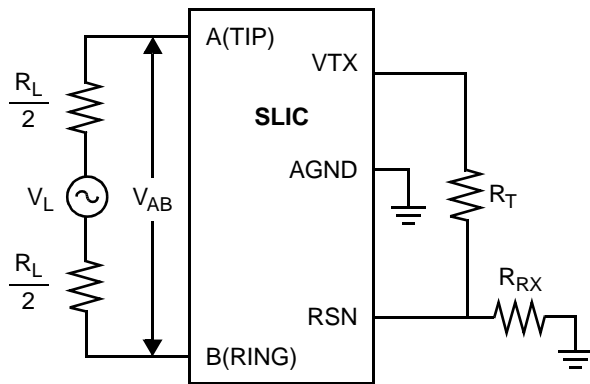 A(TIP)
VTX
R_L
2
SLIC
AGND
V_L
V_AB
R_T
R_L
2
R_RX
RSN
B(RING)